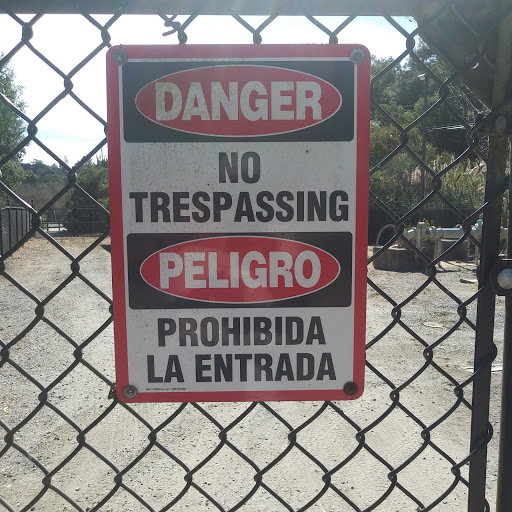 DANGER
NO
TRESPASSING
PELIGRO
PROHIBIDA
LA ENTRADA